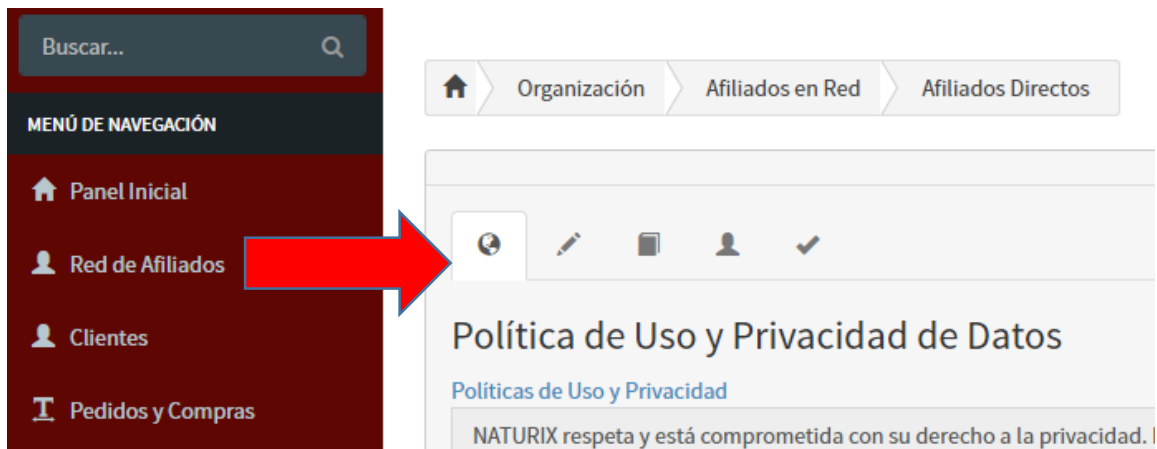 Buscar...
MENÚ DE NAVEGACIÓN
Panel Inicial
Red de Afiliados
Clientes
Pedidos y Compras
Organización
Afiliados en Red
Afiliados Directos
Política de Uso y Privacidad de Datos
Políticas de Uso y Privacidad
NATURIX respeta y está comprometida con su derecho a la privacidad.